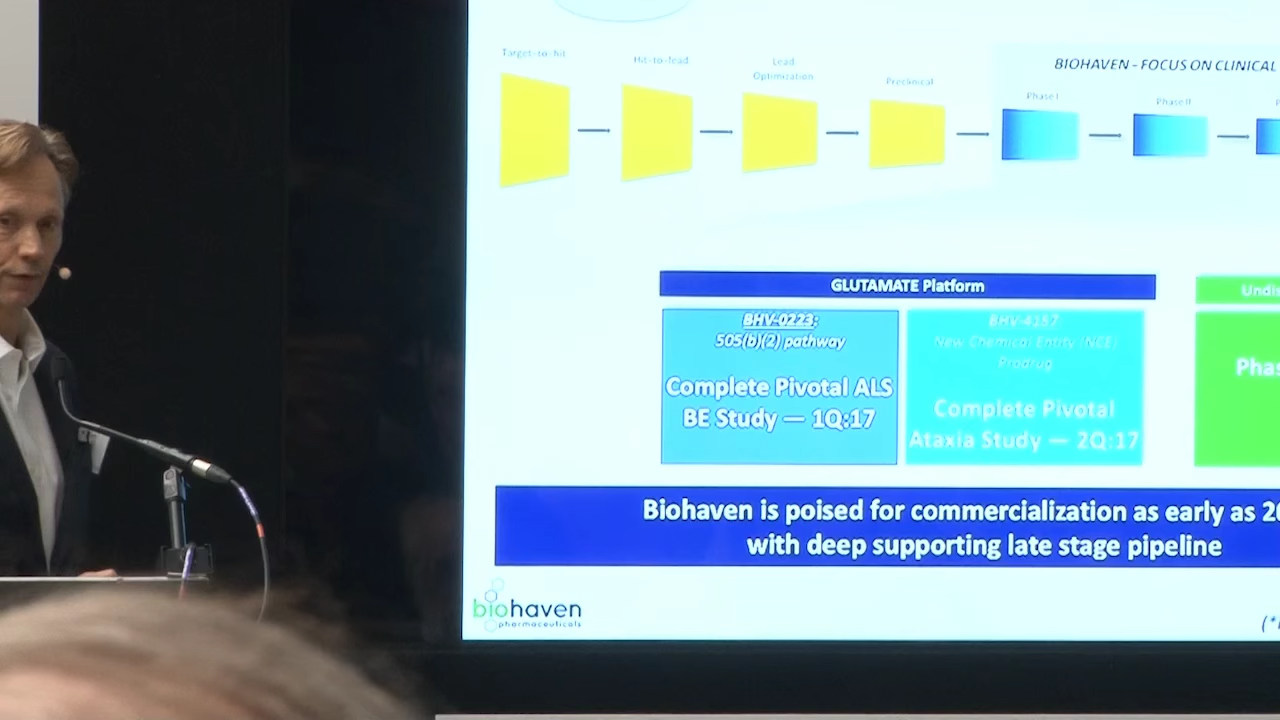 Target-to-hit
Hit-to-lead
Lead
Optimization
Preclinical
BIOHAVEN – FOCUS ON CLINICAL
Phase I
Phase II
GLUTAMATE Platform
BHV-0223:
505(b)(2) pathway
Complete Pivotal ALS
BE Study — 1Q:17
BHV-4157:
New Chemical Entity (NCE)
Prodrug
Complete Pivotal
Ataxia Study — 2Q:17
Biohaven is poised for commercialization as early as
with deep supporting late stage pipeline
biohaven
pharmaceuticals